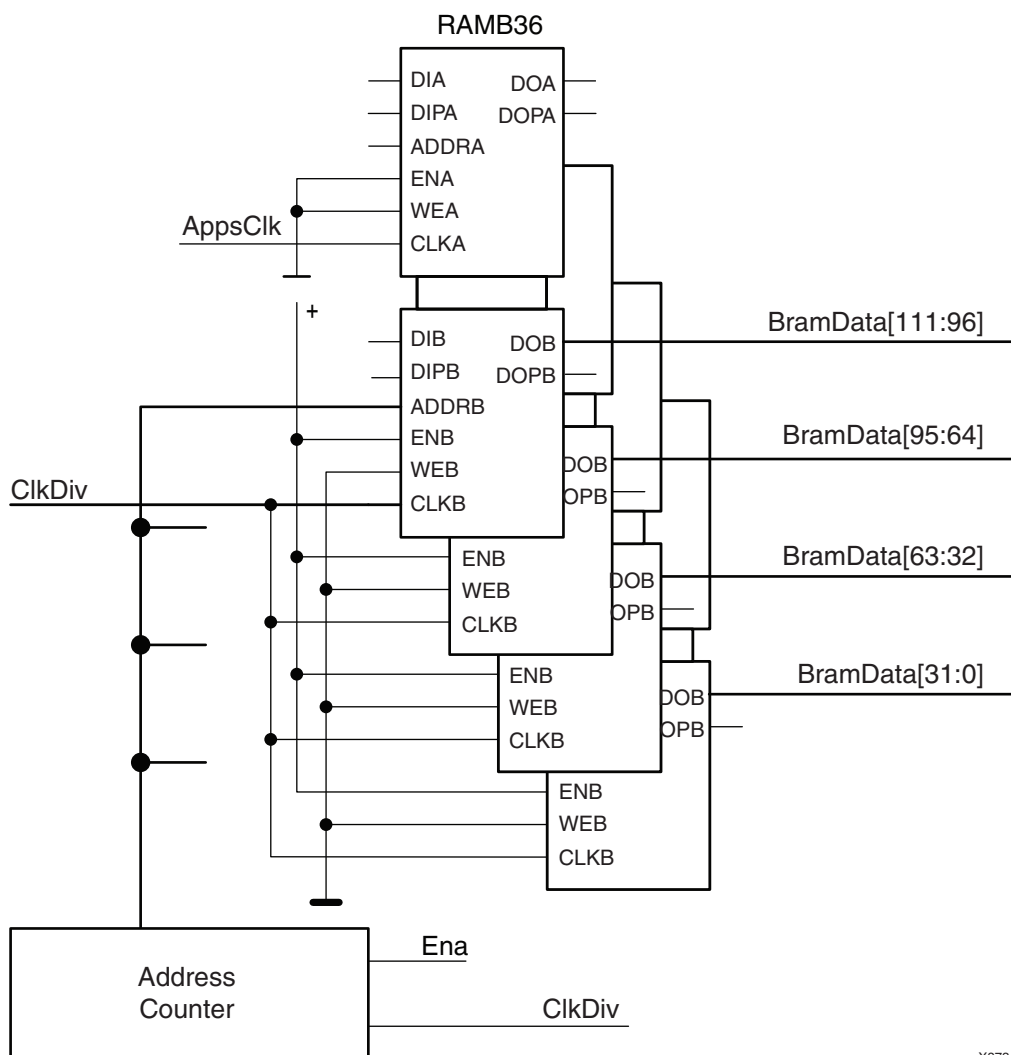 RAMB36
DIA
DOA
DIPA
DOPA
ADDRA
ENA
WEA
AppsClk
CLKA
+
BramData[111:96]
DIB
DOB
DIPB
DOPB
ADDRB
ENB
BramData[95:64]
WEB
DOB
ClkDiv
CLKB
OPB
ENB
BramData[63:32]
WEB
DOB
CLKB
OPB
ENB
BramData[31:0]
WEB
DOB
CLKB
OPB
ENB
WEB
CLKB
Ena
Address
Counter
ClkDiv